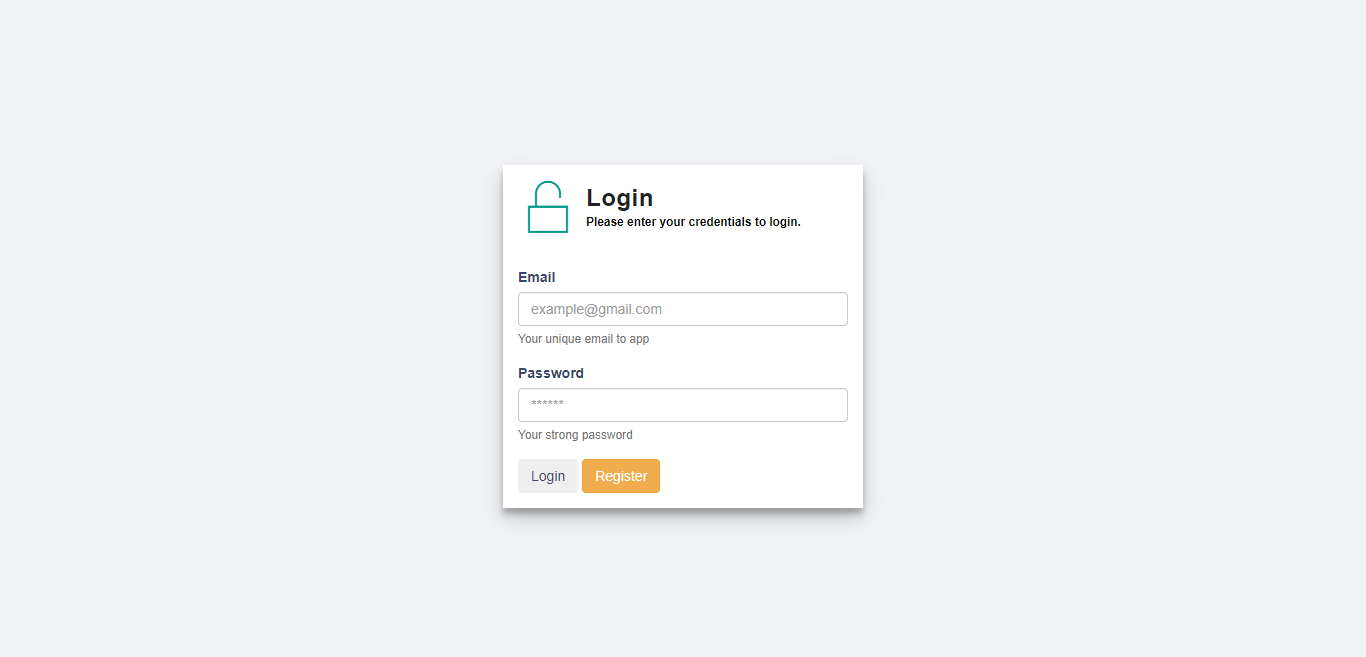 Login
Please enter your credentials to login.
Email
example@gmail.com
Your unique email to app
Password
******
Your strong password
Login Register